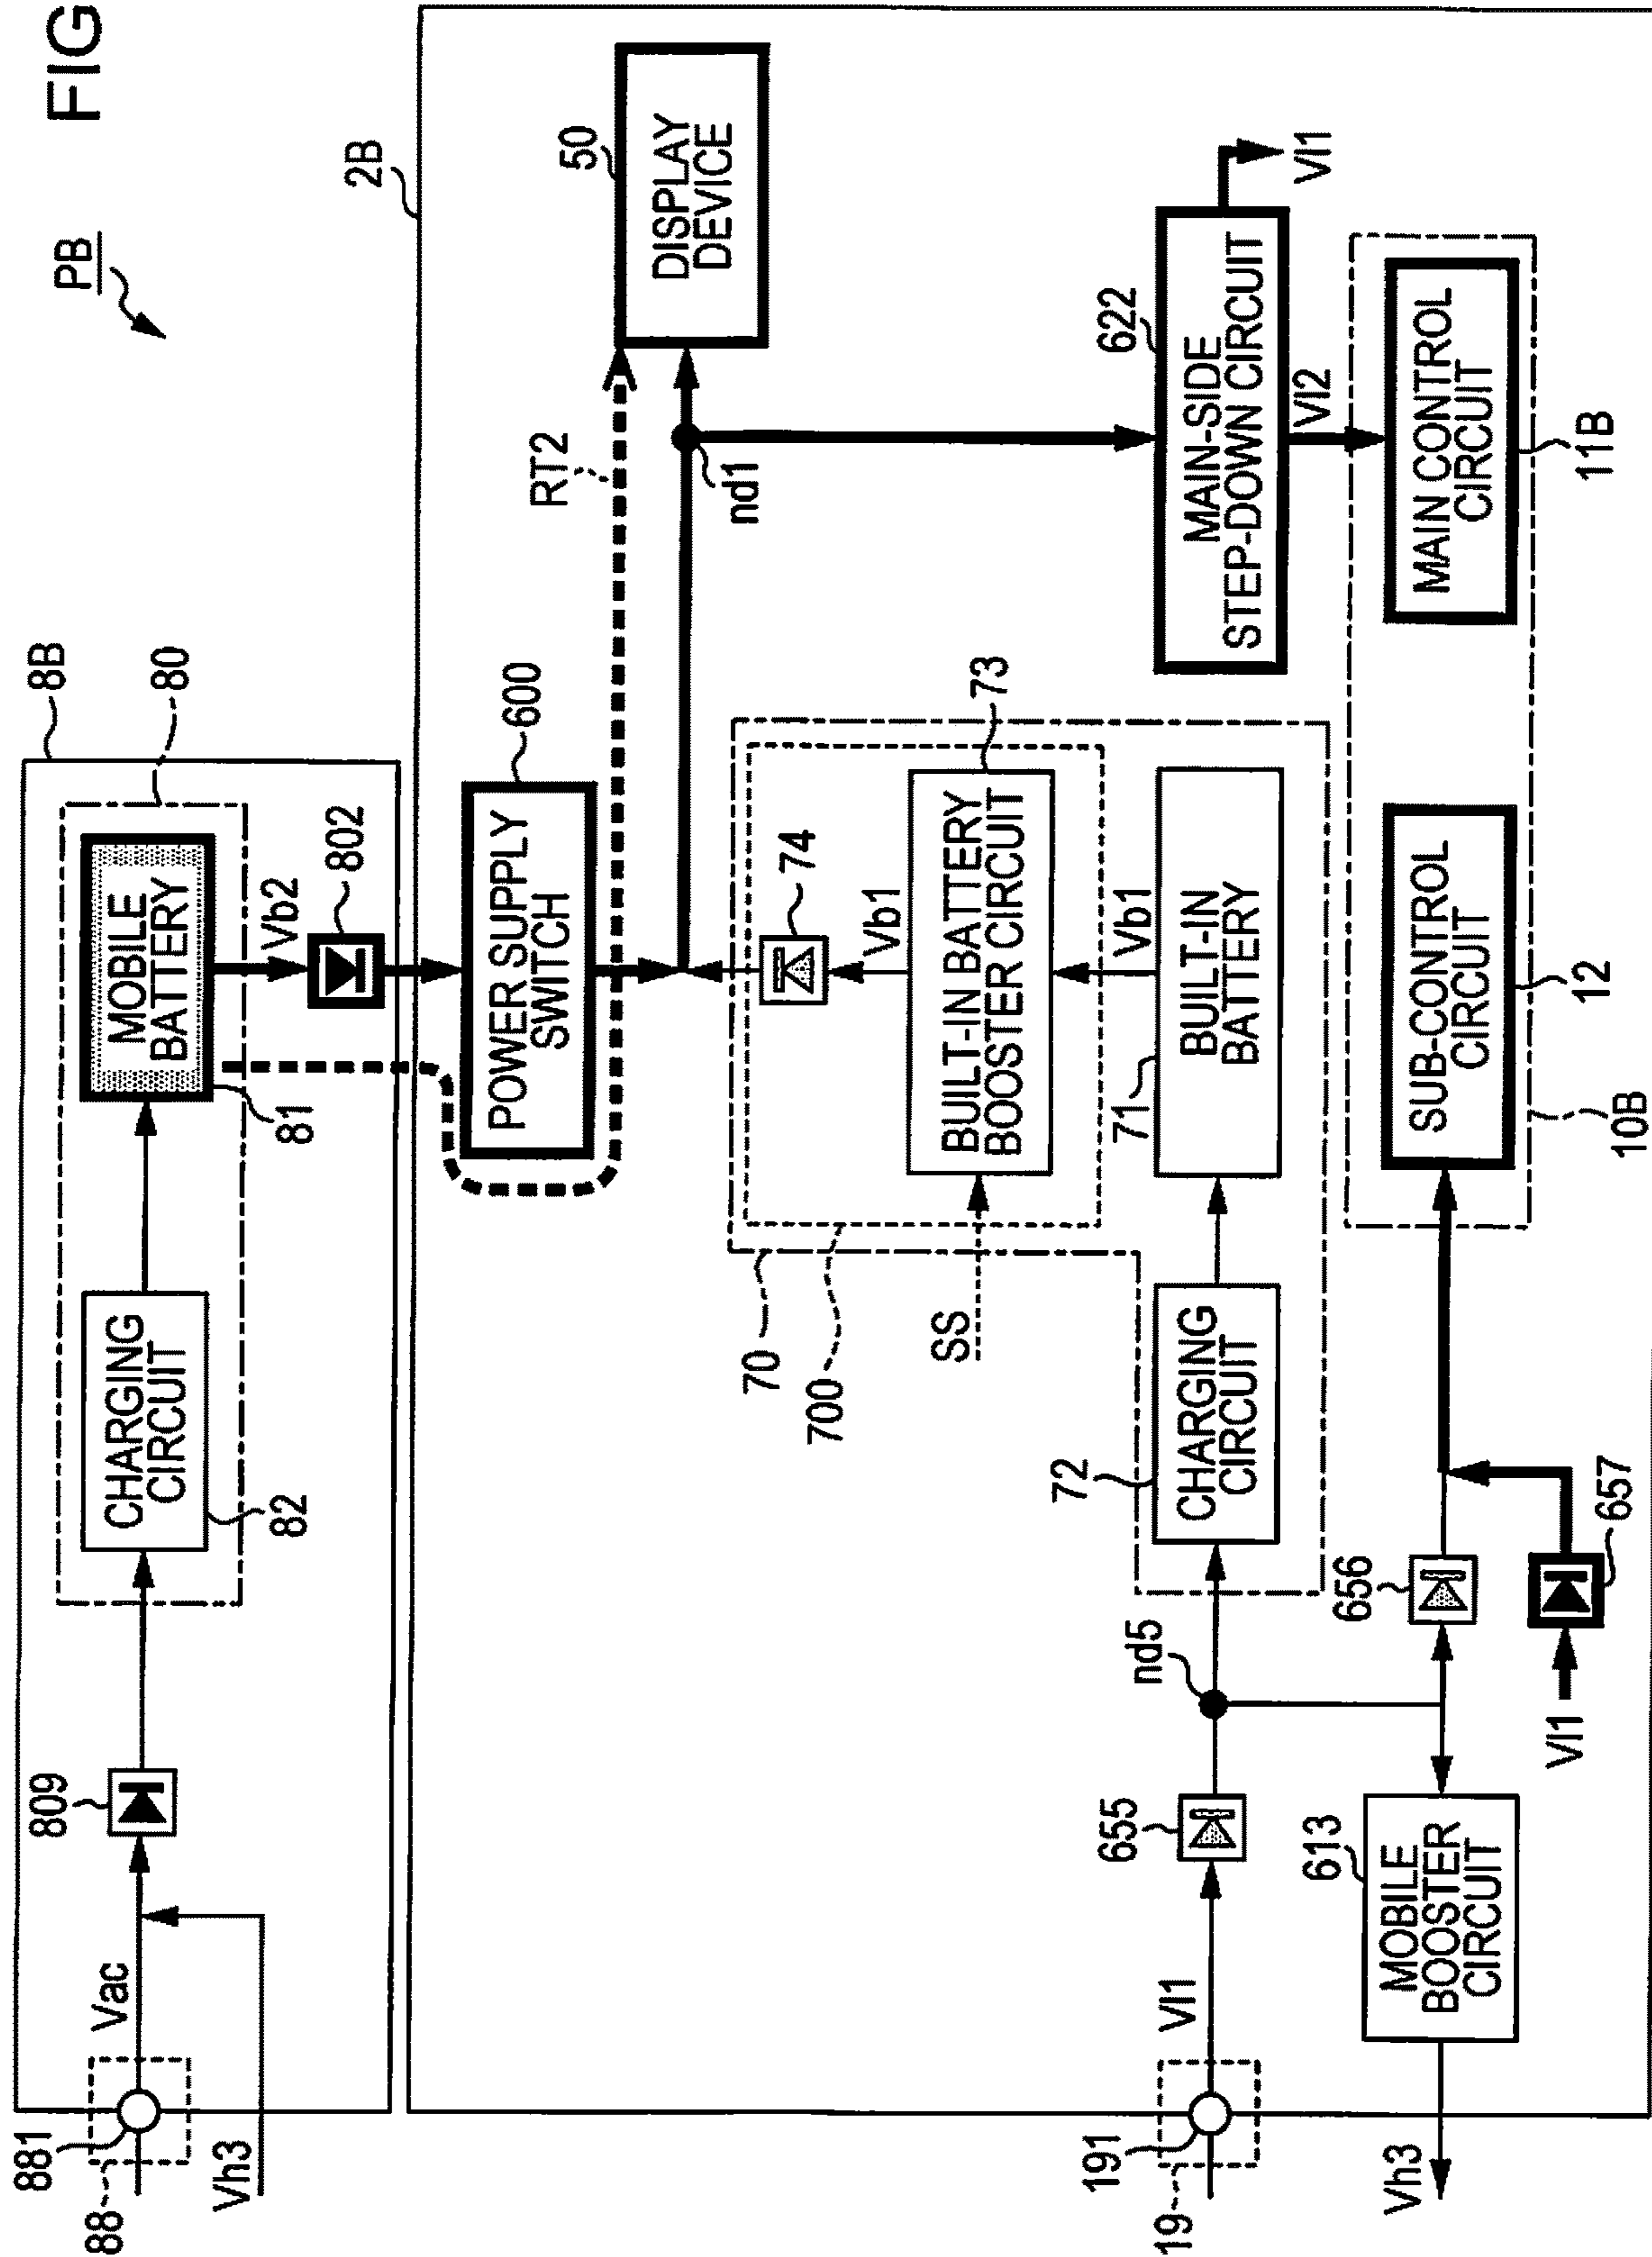 FIG
PB
8B
80
CHARGING
CIRCUIT
82
MOBILE
BATTERY
81
809
Vac
881
88
Vh3
Vb2
802
2B
600
POWER SUPPLY
SWITCH
RT2
50
DISPLAY
DEVICE
nd1
70
700
SS
74
Vb1
73
BUILT-IN BATTERY
BOOSTER CIRCUIT
Vb1
71
BUILT-IN
BATTERY
72
CHARGING
CIRCUIT
622
MAIN-SIDE
STEP-DOWN CIRCUIT
Vl1
Vl2
nd5
655
Vl1
191
19
613
MOBILE
BOOSTER
CIRCUIT
Vh3
656
657
Vl1
SUB-CONTROL
CIRCUIT
12
10B
MAIN CONTROL
CIRCUIT
11B